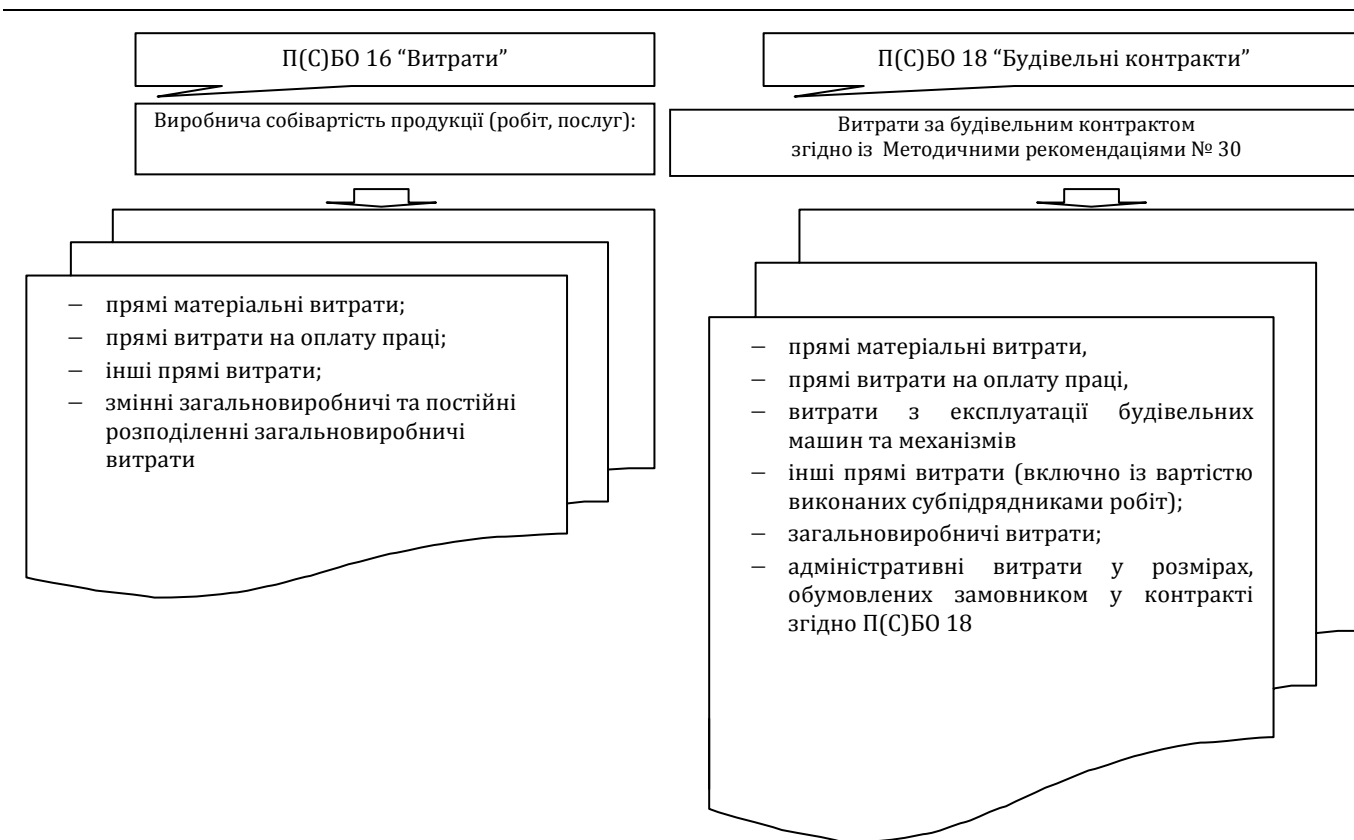 П(С)БО 16 “Витрати”
Виробнича собівартість продукції (робіт, послуг):
– прямі матеріальні витрати;
– прямі витрати на оплату праці;
– інші прямі витрати;
– змінні загальновиробничі та постійні
розподіленні загальновиробничі
витрати
П(С)БО 18 “Будівельні контракти”
Витрати за будівельним контрактом
згідно із Методичними рекомендаціями № 30
– прямі матеріальні витрати,
– прямі витрати на оплату праці,
– витрати з експлуатації будівельних
машин та механізмів
– інші прямі витрати (включно із вартістю
виконаних субпідрядниками робіт);
– загальновиробничі витрати;
– адміністративні витрати у розмірах,
обумовлених замовником у контракті
згідно П(С)БО 18